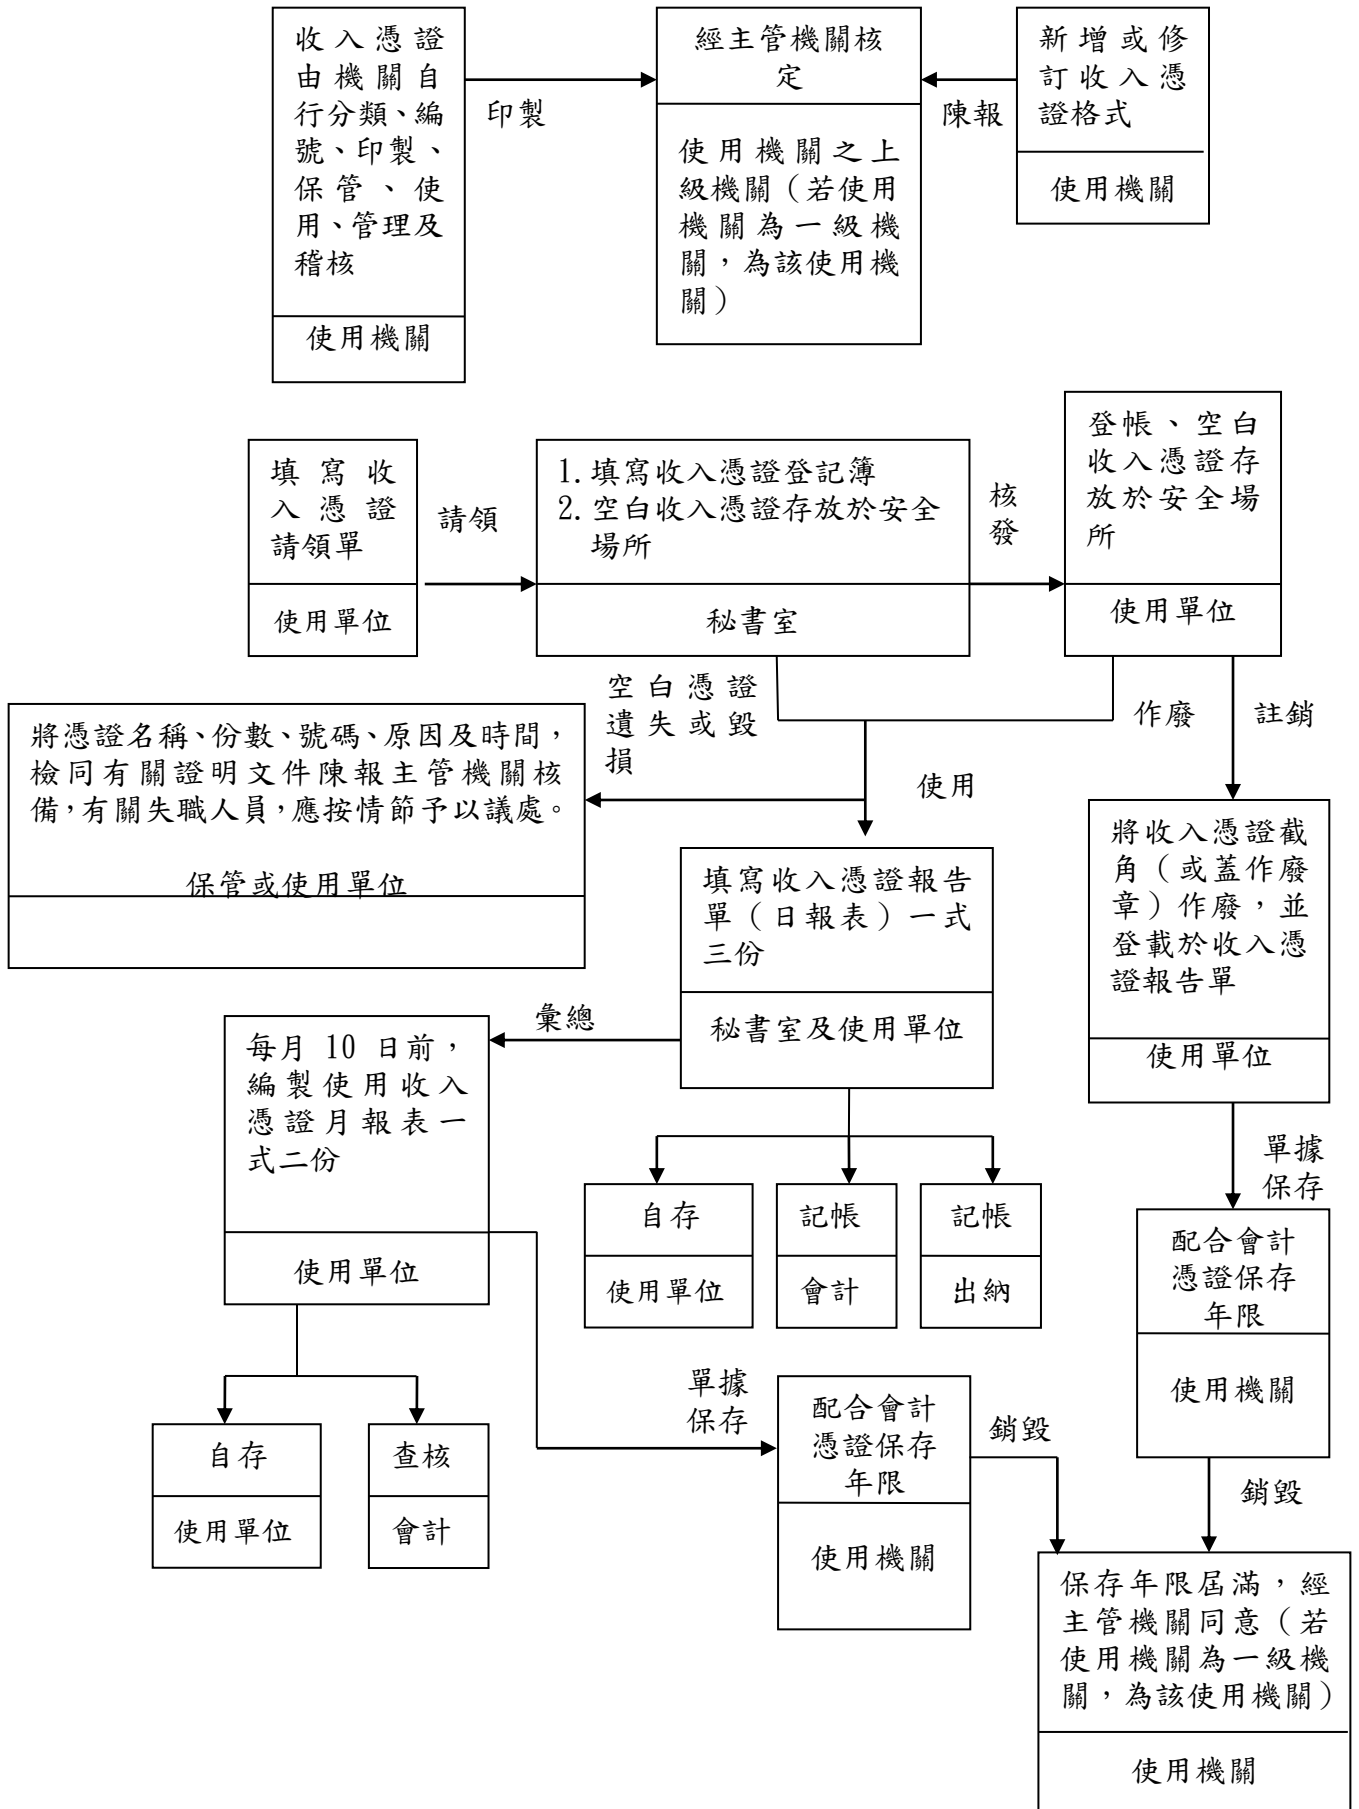 收入憑證
由機關自
行分類、編
號、印製、
保管、使
用、管理及
稽核
使用機關
印製
經主管機關核
定
使用機關之上
級機關（若使用
機關為一級機
關，為該使用機
關）
陳報
新增或修
訂收入憑
證格式
使用機關
填寫收
入憑證
請領單
使用單位
請領
1.填寫收入憑證登記簿
2.空白收入憑證存放於安全
場所
秘書室
核
發
登帳、空白
收入憑證存
放於安全場
所
使用單位
空白憑證
遺失或毀
損
作廢
註銷
使用
將憑證名稱、份數、號碼、原因及時間，
檢同有關證明文件陳報主管機關核
備，有關失職人員，應按情節予以議處。
保管或使用單位
填寫收入憑證報告
單（日報表）一式
三份
秘書室及使用單位
將收入憑證截
角（或蓋作廢
章）作廢，並
登載於收入憑
證報告單
使用單位
彙總
每月 10 日前，
編製使用收入
憑證月報表一
式二份
使用單位
自存
使用單位
記帳
會計
記帳
出納
單據
保存
配合會計
憑證保存
年限
使用機關
自存
使用單位
查核
會計
單據
保存
配合會計
憑證保存
年限
使用機關
銷毀
銷毀
保存年限屆滿，經
主管機關同意（若
使用機關為一級機
關，為該使用機關）
使用機關